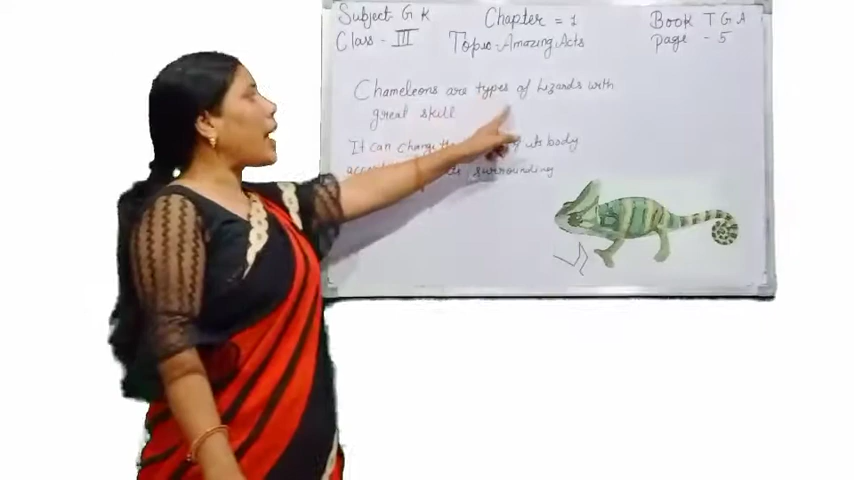 Subject- G K Chapter = 1 Book T G A
Class - III Topic- Amazing Acts Page - 5
Chameleons are types of Lizards with
great skill
It can change its body
surrounding